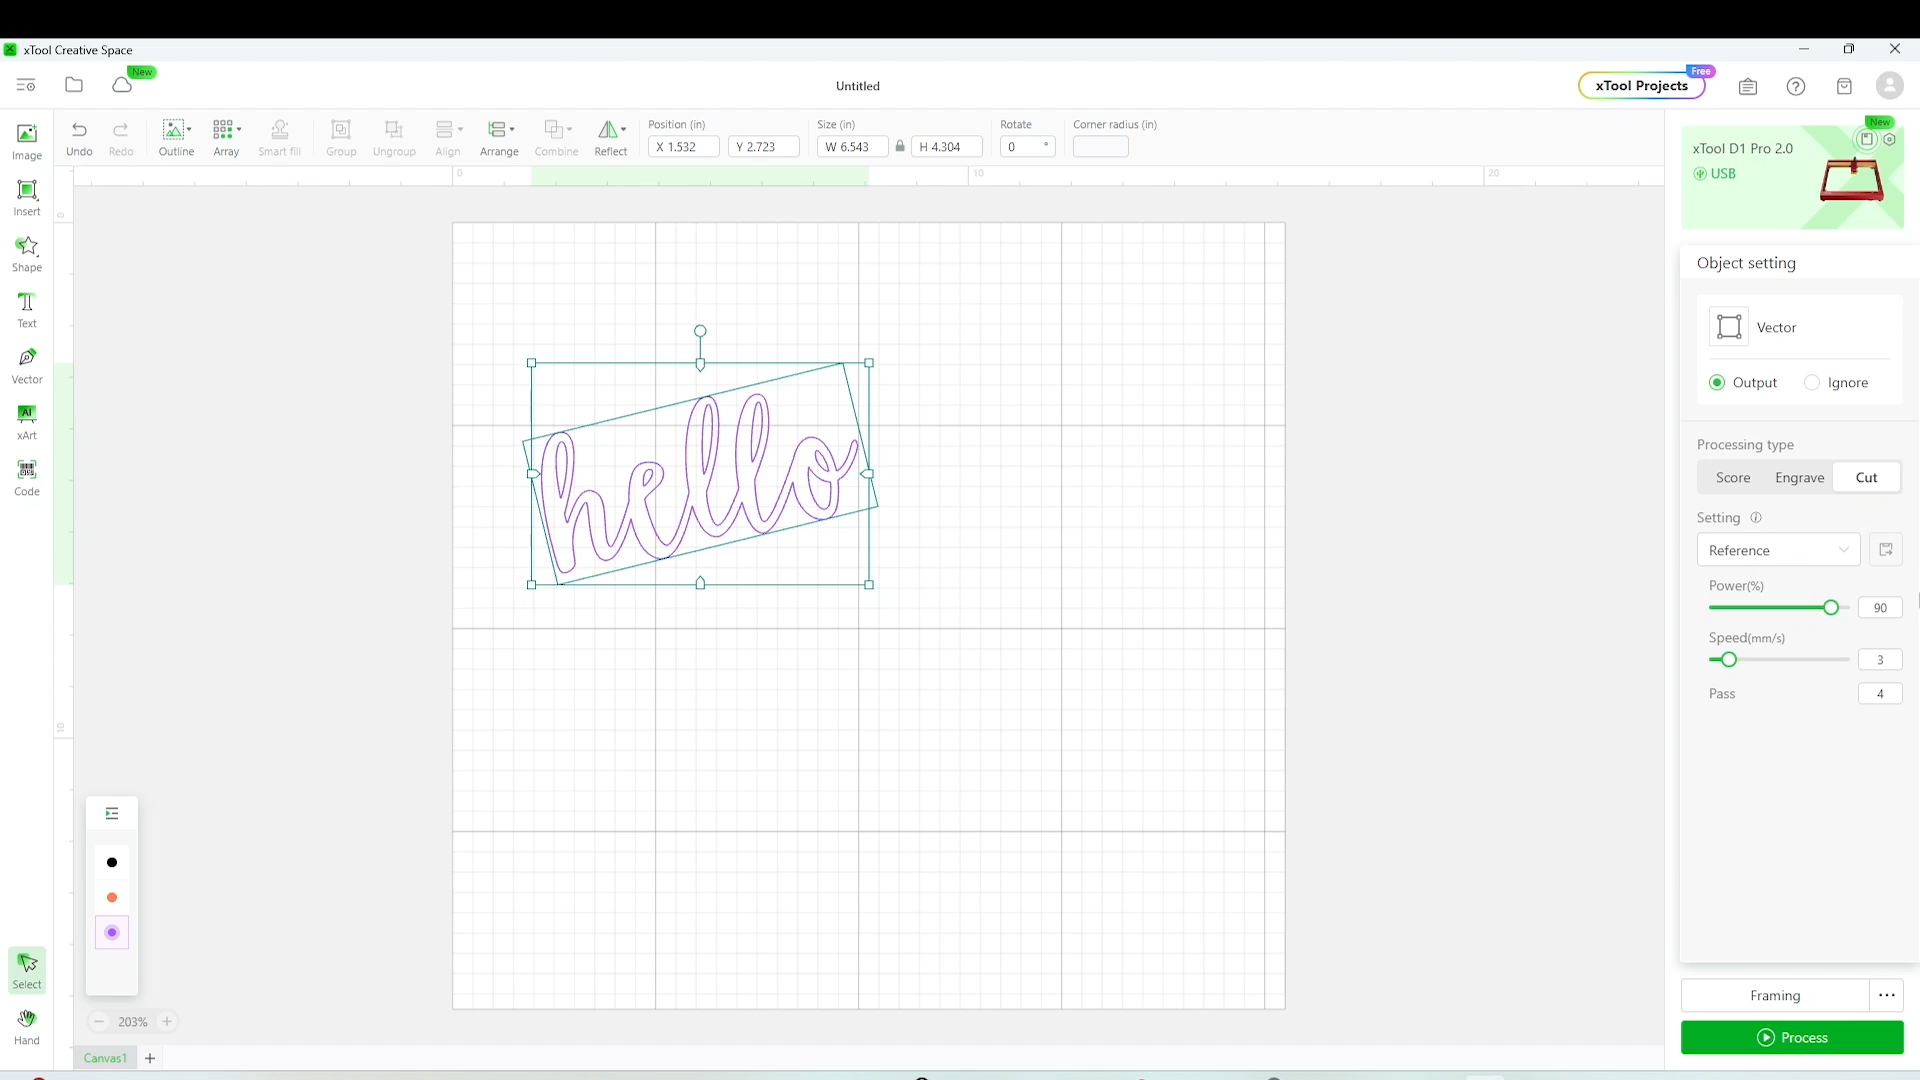 xTool Creative Space
New
Untitled
Free
xTool Projects
Image
Undo
Redo
Outline
Array
Smart fill
Group
Ungroup
Align
Arrange
Combine
Reflect
Position (in)
X 1.532
Y 2.723
Size (in)
W 6.543
H 4.304
Rotate
0 °
Corner radius (in)
New
xTool D1 Pro 2.0
USB
0
10
20
0
10
Insert
Shape
Text
Vector
AI
xArt
Code
hello
Object setting
Vector
Output
Ignore
Processing type
Score
Engrave
Cut
Setting
Reference
Power(%)
90
Speed(mm/s)
3
Pass
4
Select
Hand
203%
Canvas1
Framing
Process